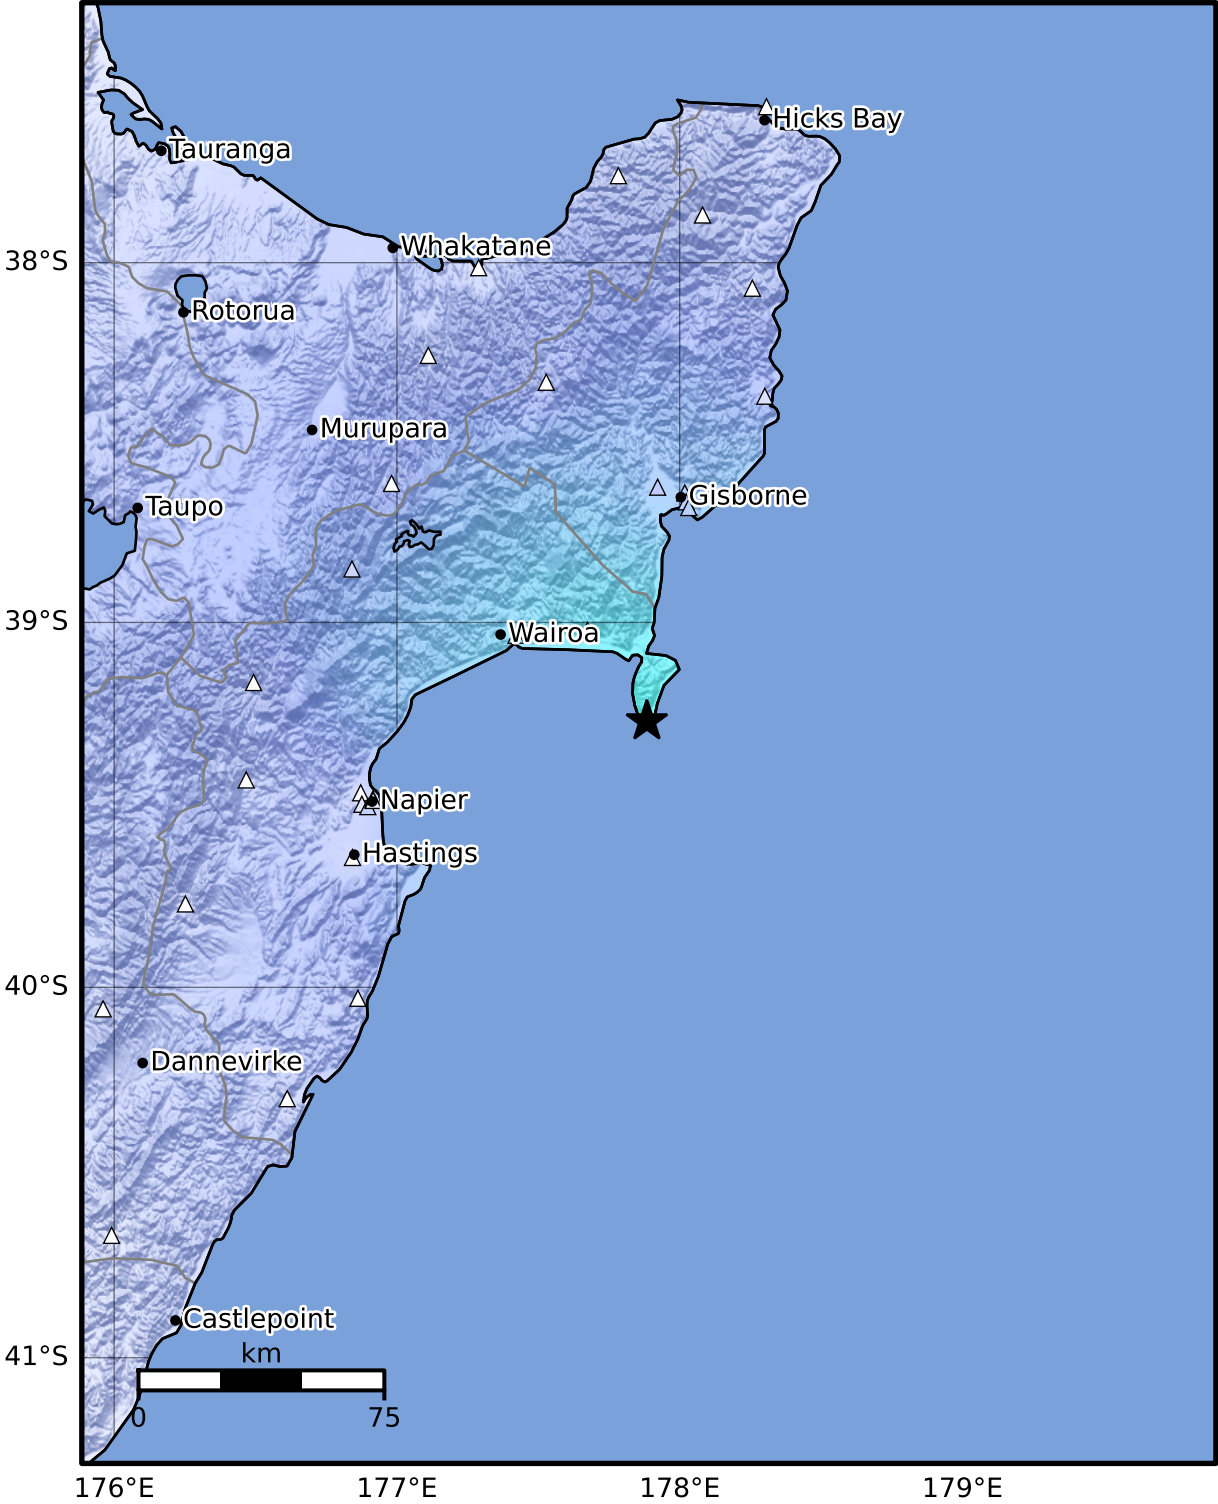 Hicks Bay
Tauranga
Whakatane
38°S
Rotorua
Murupara
Gisborne
Taupo
39°S
Wairoa
Napier
Hastings
40°S
Dannevirke
Castlepoint
41°S
km
0 75
176°E 177°E 178°E 179°E